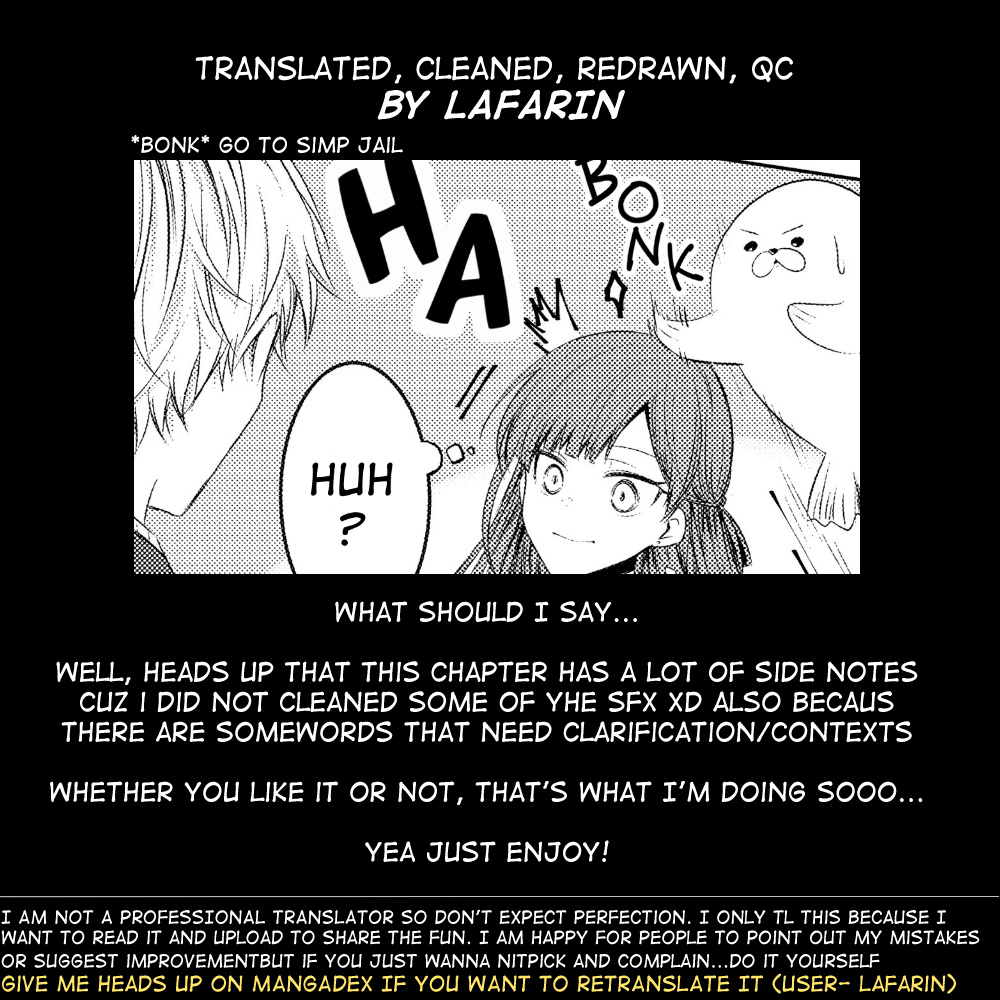 TRANSLATED, CLEANED, REDRAWN, QC
BY LAFARIN
*BONK* GO TO SIMP JAIL
HA
BONK
HUH
?
WHAT SHOULD I SAY...
WELL, HEADS UP THAT THIS CHAPTER HAS A LOT OF SIDE NOTES
CUZ I DID NOT CLEANED SOME OF YHE SFX XD ALSO BECAUS
THERE ARE SOMEWORDS THAT NEED CLARIFICATION/CONTEXTS
WHETHER YOU LIKE IT OR NOT, THAT'S WHAT I'M DOING SOOO...
YEA JUST ENJOY!
I AM NOT A PROFESSIONAL TRANSLATOR SO DON'T EXPECT PERFECTION. I ONLY TL THIS BECAUSE I
WANT TO READ IT AND UPLOAD TO SHARE THE FUN. I AM HAPPY FOR PEOPLE TO POINT OUT MY MISTAKES
OR SUGGEST IMPROVEMENTBUT IF YOU JUST WANNA NITPICK AND COMPLAIN...DO IT YOURSELF
GIVE ME HEADS UP ON MANGADEX IF YOU WANT TO RETRANSLATE IT (USER- LAFARIN)